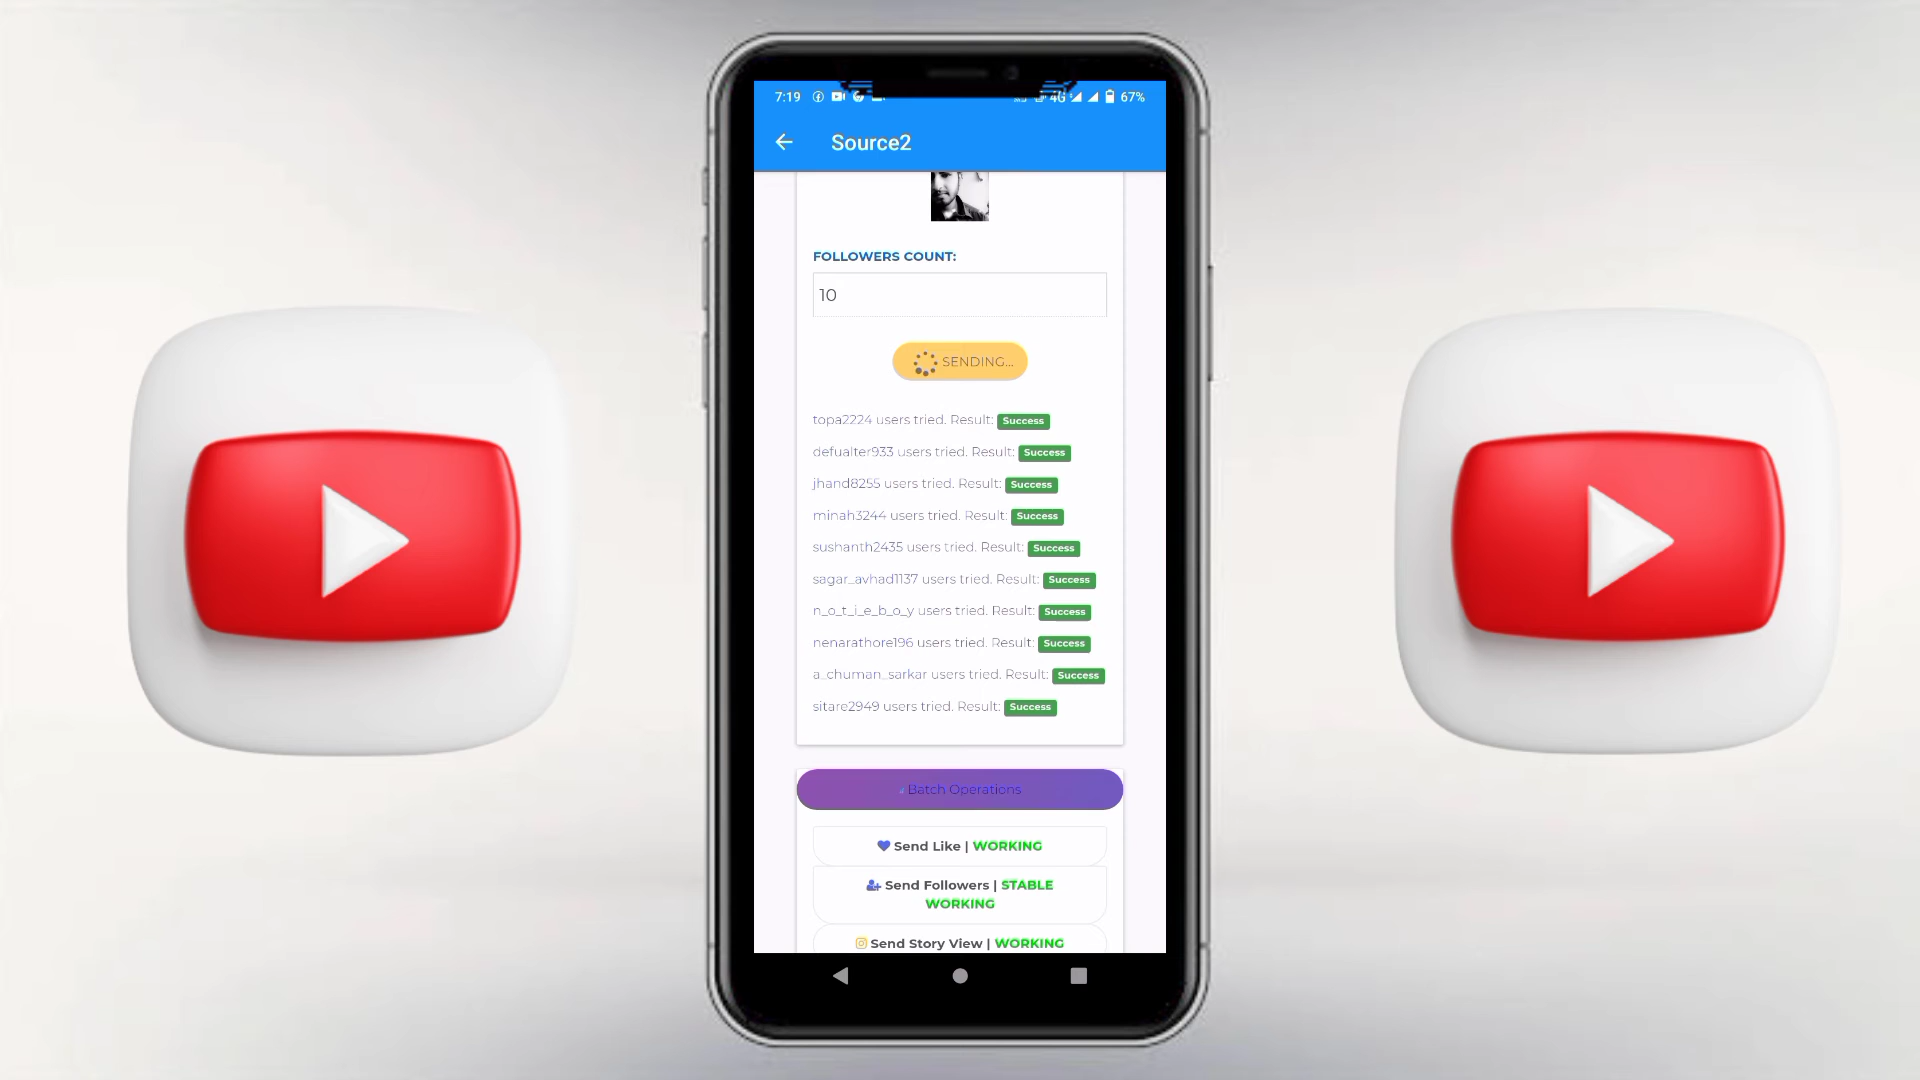 7:19 4G 67%
Source2
FOLLOWERS COUNT:
10
SENDING...
topa2224 users tried. Result: Success
defualter933 users tried. Result: Success
jhand8255 users tried. Result: Success
minah3244 users tried. Result: Success
sushanth2435 users tried. Result: Success
sagar_avhad1137 users tried. Result: Success
n_o_t_i_e_b_o_y users tried. Result: Success
nenarathore196 users tried. Result: Success
a_chuman_sarkar users tried. Result: Success
sitare2949 users tried. Result: Success
Batch Operations
Send Like | WORKING
Send Followers | STABLE
WORKING
Send Story View | WORKING